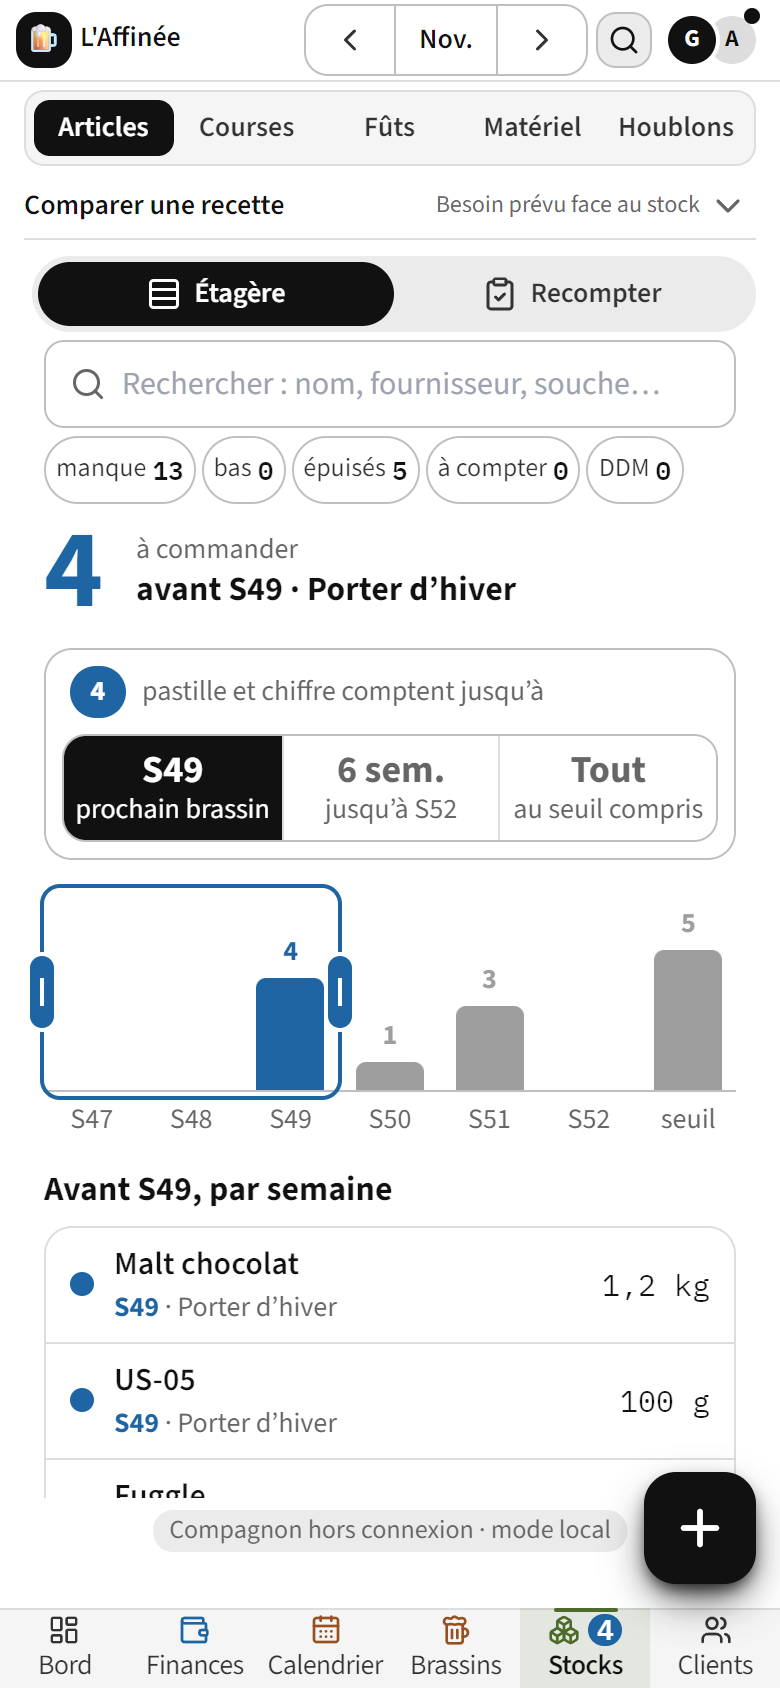 L'Affinée
Nov.
G A
Articles Courses Fûts Matériel Houblons
Comparer une recette Besoin prévu face au stock
Étagère Recompter
Rechercher : nom, fournisseur, souche…
manque 13 bas 0 épuisés 5 à compter 0 DDM 0
4 à commander
avant S49 · Porter d’hiver
4 pastille et chiffre comptent jusqu’à
S49 6 sem. Tout
prochain brassin jusqu’à S52 au seuil compris
4 1 3 5
S47 S48 S49 S50 S51 S52 seuil
Avant S49, par semaine
Malt chocolat
S49 · Porter d’hiver 1,2 kg
US-05
S49 · Porter d’hiver 100 g
Fuggle
Compagnon hors connexion · mode local
4
Bord Finances Calendrier Brassins Stocks Clients